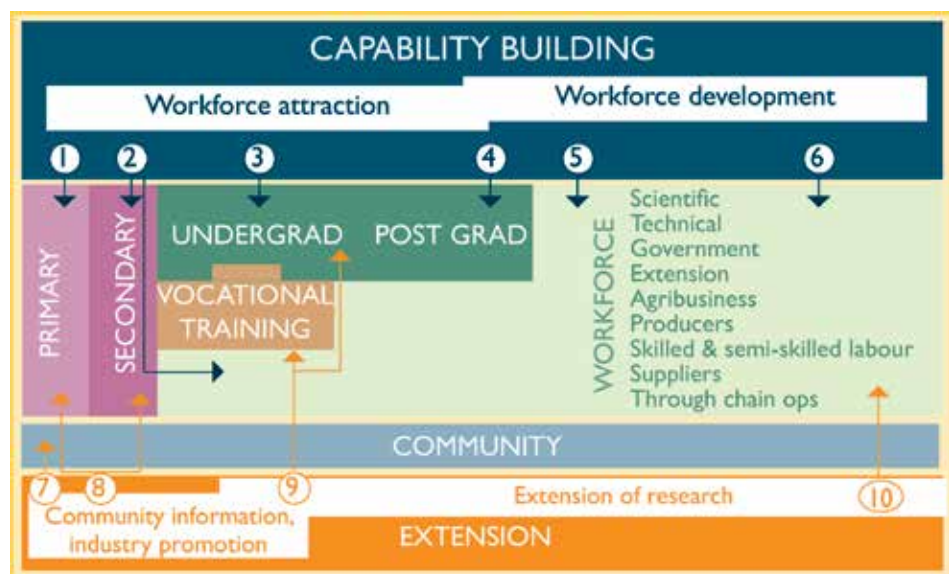 CAPABILITY BUILDING
Workforce attraction
Workforce development
1 2 3 4 5 6
PRIMARY
SECONDARY
UNDERGRAD
POST GRAD
VOCATIONAL
TRAINING
WORKFORCE
Scientific
Technical
Government
Extension
Agribusiness
Producers
Skilled & semi-skilled labour
Suppliers
Through chain ops
COMMUNITY
7 8 9 10
Extension of research
Community information,
industry promotion
EXTENSION